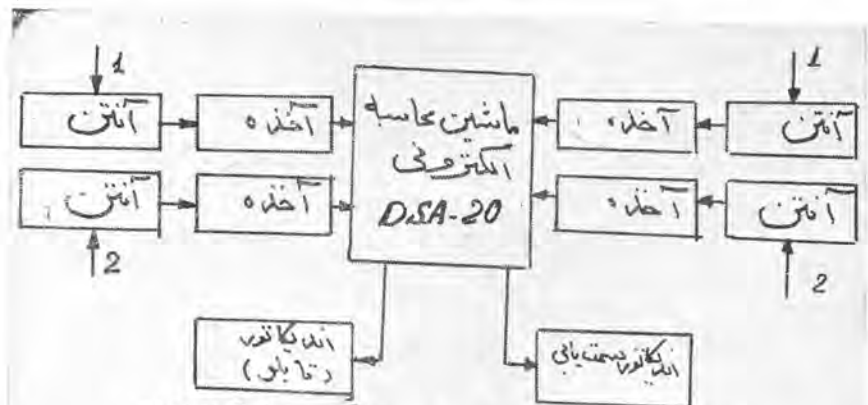 1
1
آنتن
آخذه
ماشین محاسبه
الکترونی
DSA-20
آخذه
آنتن
آنتن
آخذه
آخذه
آنتن
2
2
اندیکاتور
(تابلو)
اندیکاتور سمت یابی